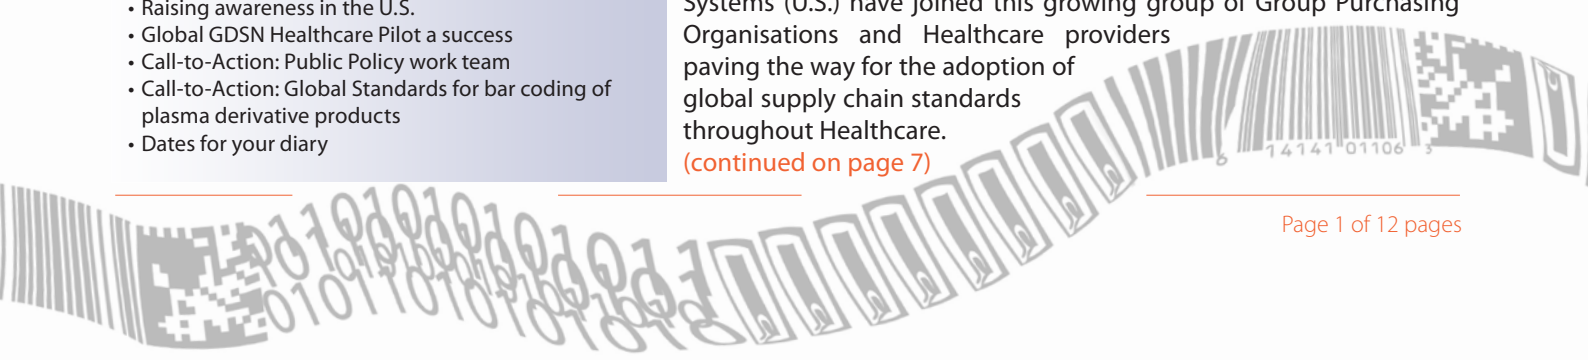 • Raising awareness in the U.S.
• Global GDSN Healthcare Pilot a success
• Call-to-Action: Public Policy work team
• Call-to-Action: Global Standards for bar coding of
plasma derivative products
• Dates for your diary
Systems (U.S.) have joined this growing group of Group Purchasing
Organisations and Healthcare providers
paving the way for the adoption of
global supply chain standards
throughout Healthcare.
(continued on page 7)
6 14141 01106 3
Page 1 of 12 pages